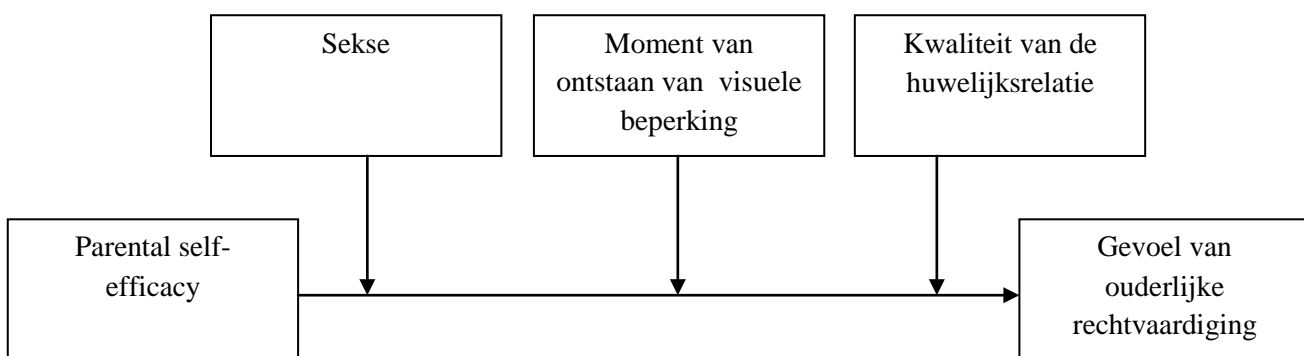 Sekse
Moment van
ontstaan van visuele
beperking
Kwaliteit van de
huwelijksrelatie
Parental self-
efficacy
Gevoel van
ouderlijke
rechtvaardiging